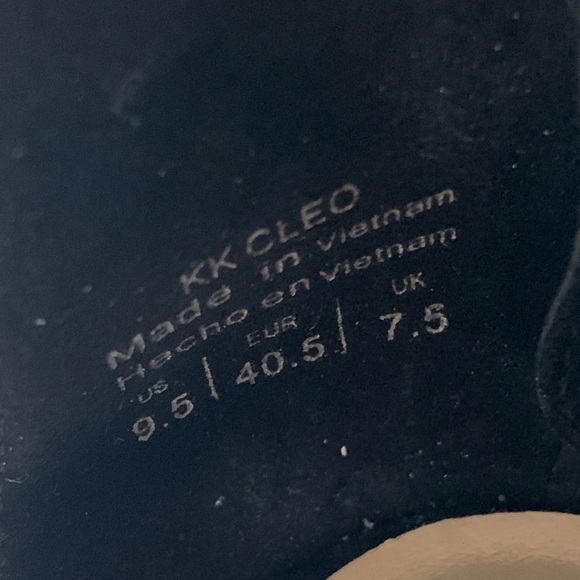 KK CLEO
Made in Vietnam
Hecho en Vietnam
US | EUR | UK
9.5 | 40.5 | 7.5